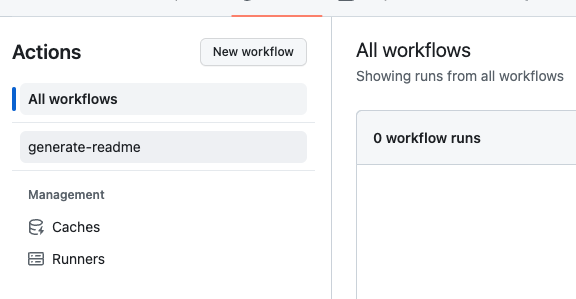 Actions
New workflow
All workflows
generate-readme
Management
Caches
Runners
All workflows
Showing runs from all workflows
0 workflow runs